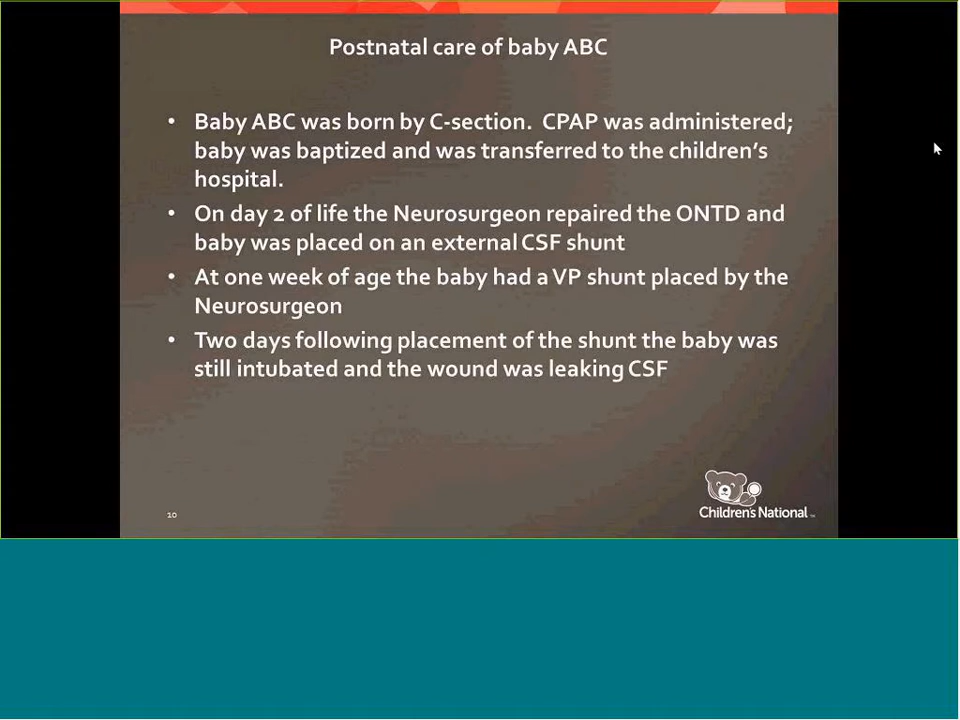 Postnatal care of baby ABC
• Baby ABC was born by C-section. CPAP was administered;
baby was baptized and was transferred to the children's
hospital.
• On day 2 of life the Neurosurgeon repaired the ONTD and
baby was placed on an external CSF shunt
• At one week of age the baby had a VP shunt placed by the
Neurosurgeon
• Two days following placement of the shunt the baby was
still intubated and the wound was leaking CSF
10
Children's National